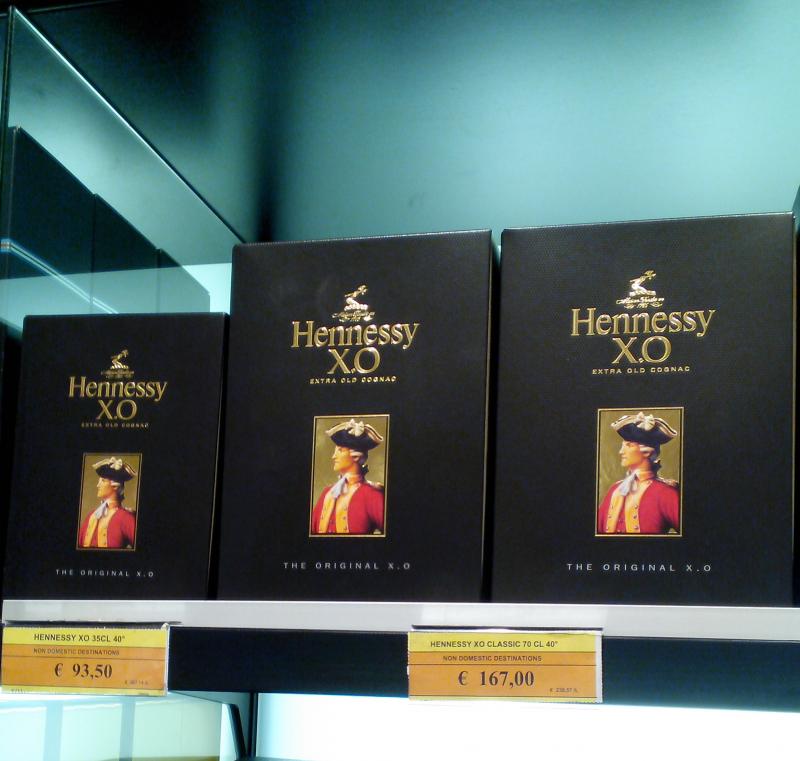 Hennessy
X.O
EXTRA OLD COGNAC
THE ORIGINAL X.O
Hennessy
X.O
EXTRA OLD COGNAC
THE ORIGINAL X.O
Hennessy
X.O
EXTRA OLD COGNAC
THE ORIGINAL X.O
HENNESSY XO 35CL 40°
NON DOMESTIC DESTINATIONS
€ 93,50
HENNESSY XO CLASSIC 70 CL 40°
NON DOMESTIC DESTINATIONS
€ 167,00
€ 238,57 /L